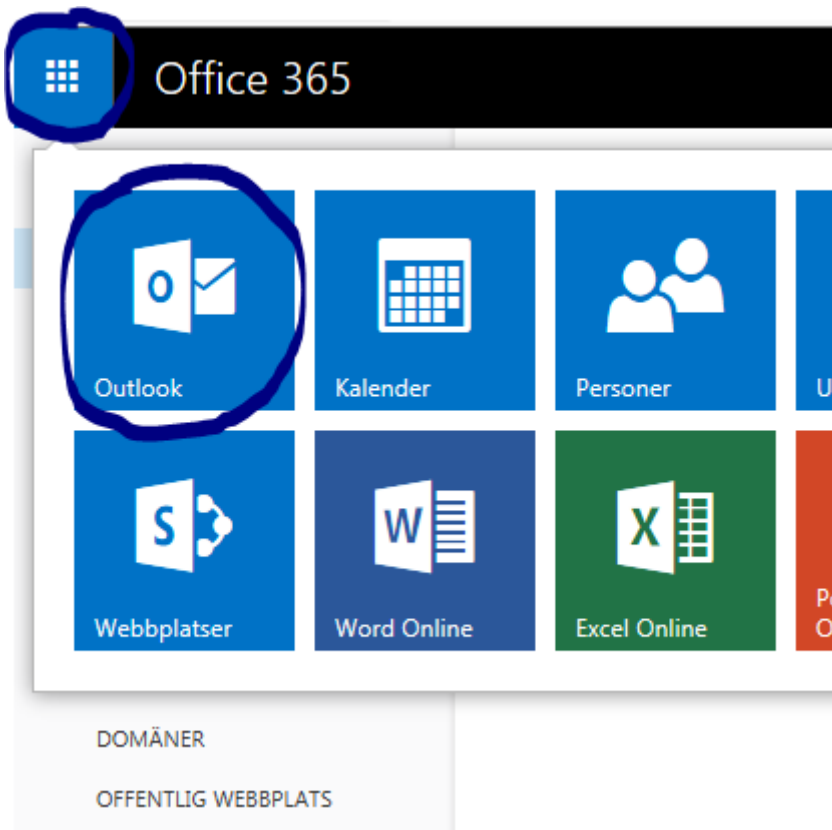 Office 365
Outlook
Kalender
Personer
U
Webbplatser
Word Online
Excel Online
P
O
DOMÄNER
OFFENTLIG WEBBPLATS